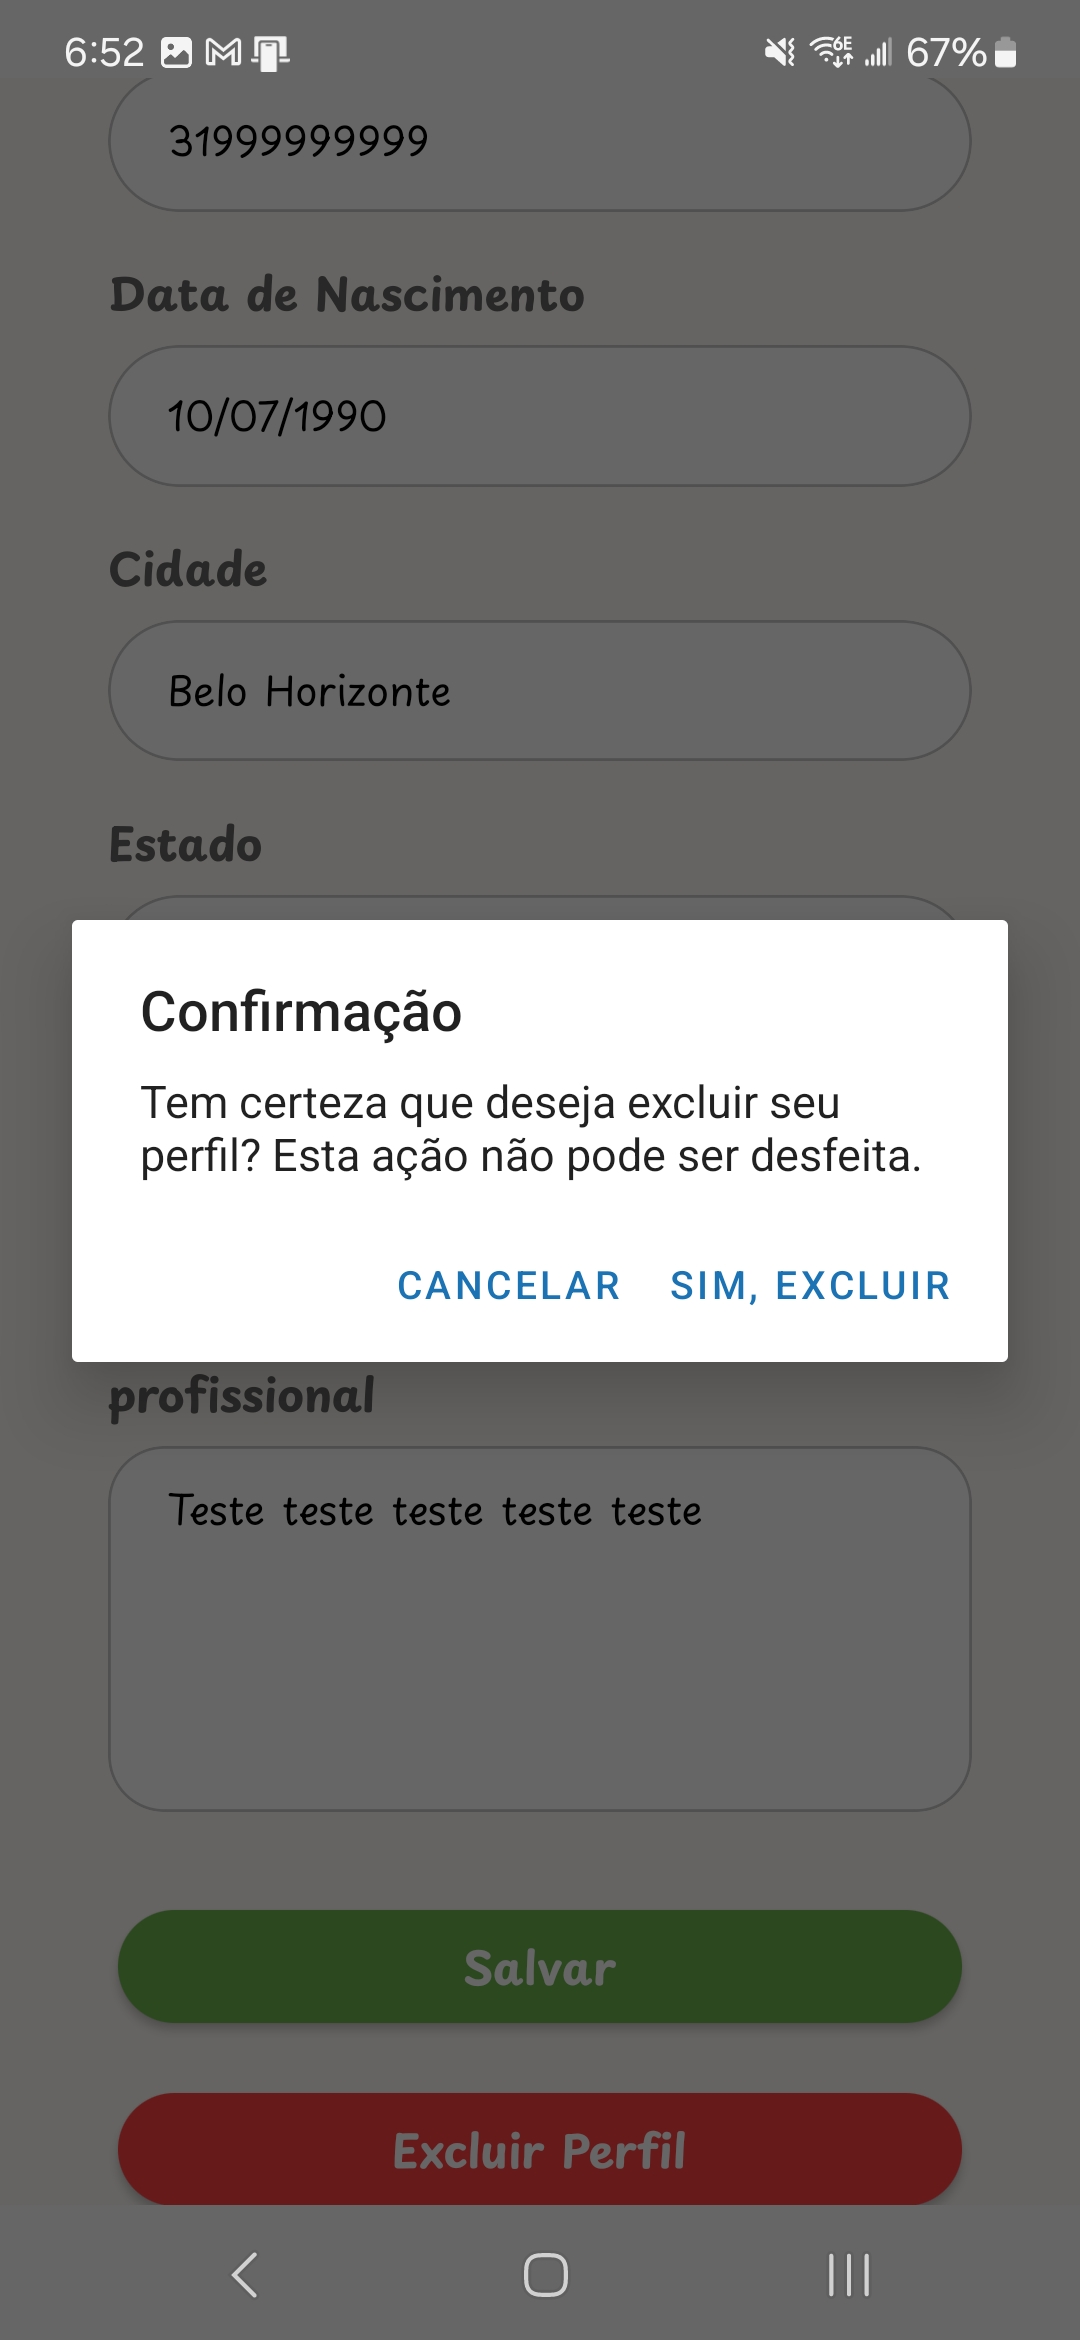 6:52 6E 67%
31999999999
Data de Nascimento
10/07/1990
Cidade
Belo Horizonte
Estado
Confirmação
Tem certeza que deseja excluir seu
perfil? Esta ação não pode ser desfeita.
CANCELAR SIM, EXCLUIR
profissional
Teste teste teste teste teste
Salvar
Excluir Perfil